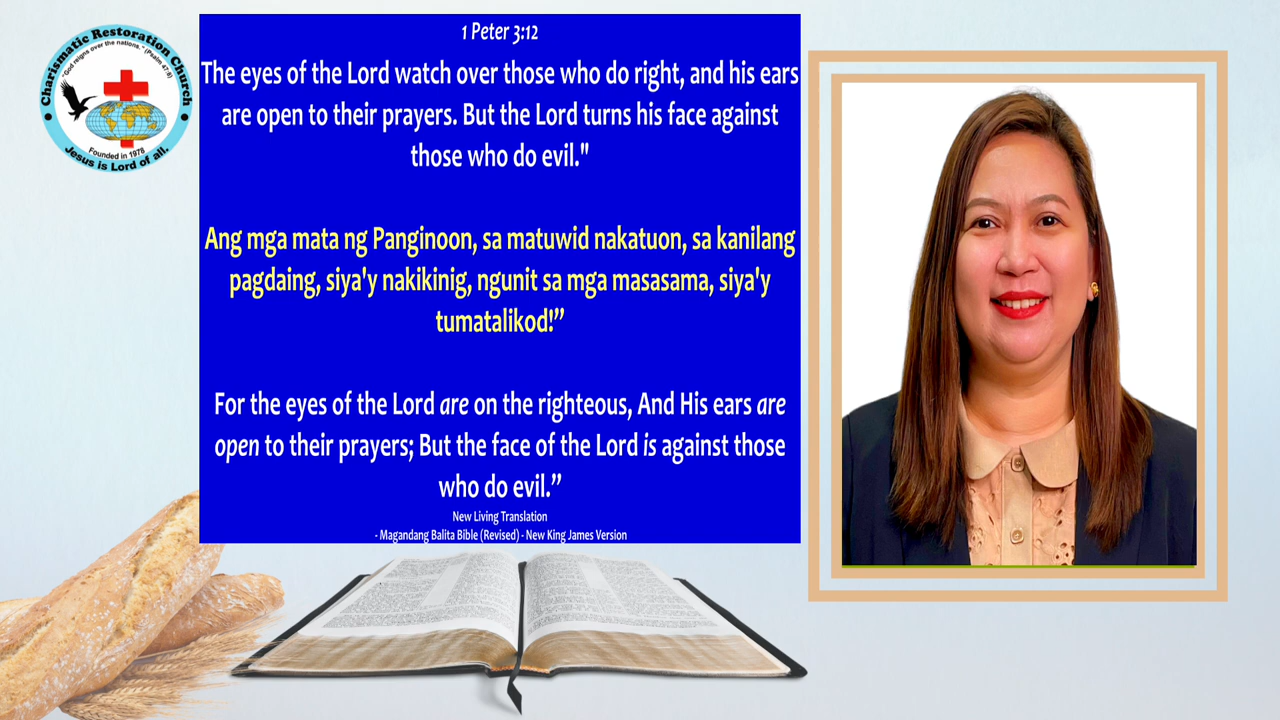 Charismatic Restoration Church
"God reigns over the nations." (Psalm 47:8)
Founded in 1978
Jesus is Lord of all.
1 Peter 3:12
The eyes of the Lord watch over those who do right, and his ears
are open to their prayers. But the Lord turns his face against
those who do evil."
Ang mga mata ng Panginoon, sa matuwid nakatuon, sa kanilang
pagdaing, siya'y nakikinig, ngunit sa mga masasama, siya'y
tumatalikod!”
For the eyes of the Lord are on the righteous, And His ears are
open to their prayers; But the face of the Lord is against those
who do evil.”
New Living Translation
- Magandang Balita Bible (Revised) - New King James Version